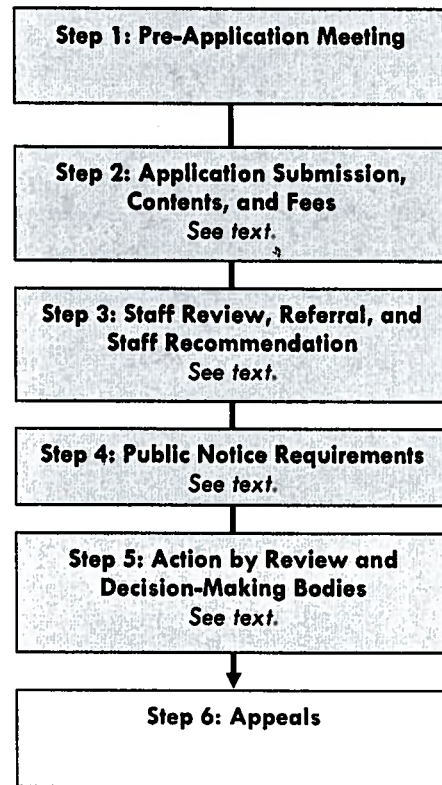 Step 1: Pre-Application Meeting
Step 2: Application Submission,
Contents, and Fees
See text.
Step 3: Staff Review, Referral, and
Staff Recommendation
See text.
Step 4: Public Notice Requirements
See text.
Step 5: Action by Review and
Decision-Making Bodies
See text.
Step 6: Appeals